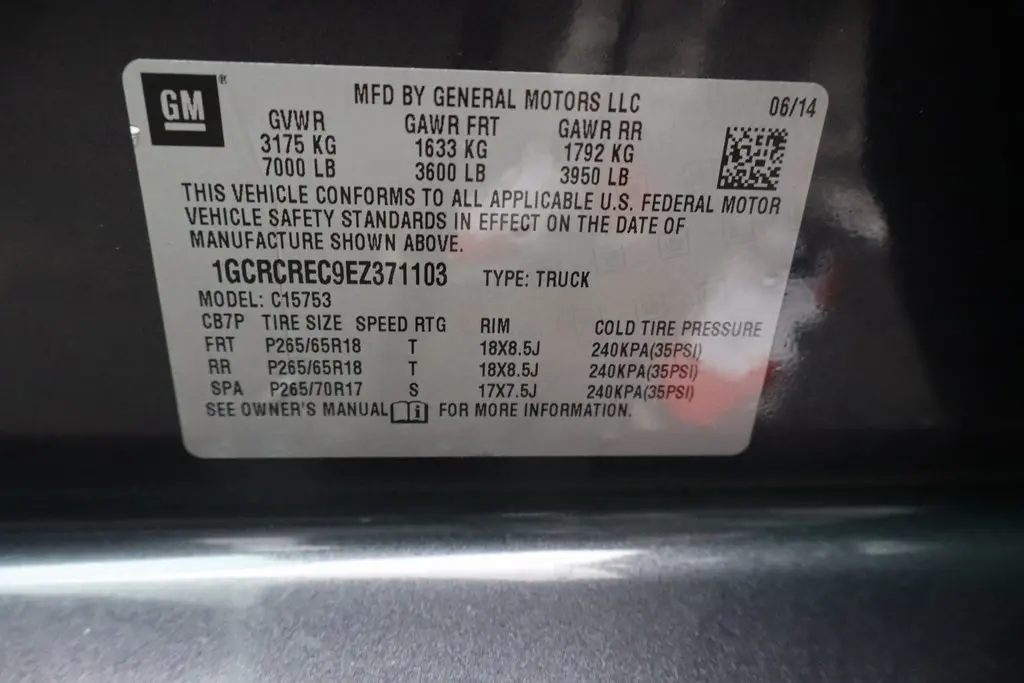 GM®
MFD BY GENERAL MOTORS LLC 06/14
GVWR GAWR FRT GAWR RR
3175 KG 1633 KG 1792 KG
7000 LB 3600 LB 3950 LB
THIS VEHICLE CONFORMS TO ALL APPLICABLE U.S. FEDERAL MOTOR
VEHICLE SAFETY STANDARDS IN EFFECT ON THE DATE OF
MANUFACTURE SHOWN ABOVE.
1GCRCREC9EZ371103 TYPE: TRUCK
MODEL: C15753
CB7P TIRE SIZE SPEED RTG RIM COLD TIRE PRESSURE
FRT P265/65R18 T 18X8.5J 240KPA(35PSI)
RR P265/65R18 T 18X8.5J 240KPA(35PSI)
SPA P265/70R17 S 17X7.5J 240KPA(35PSI)
SEE OWNER'S MANUAL i FOR MORE INFORMATION.